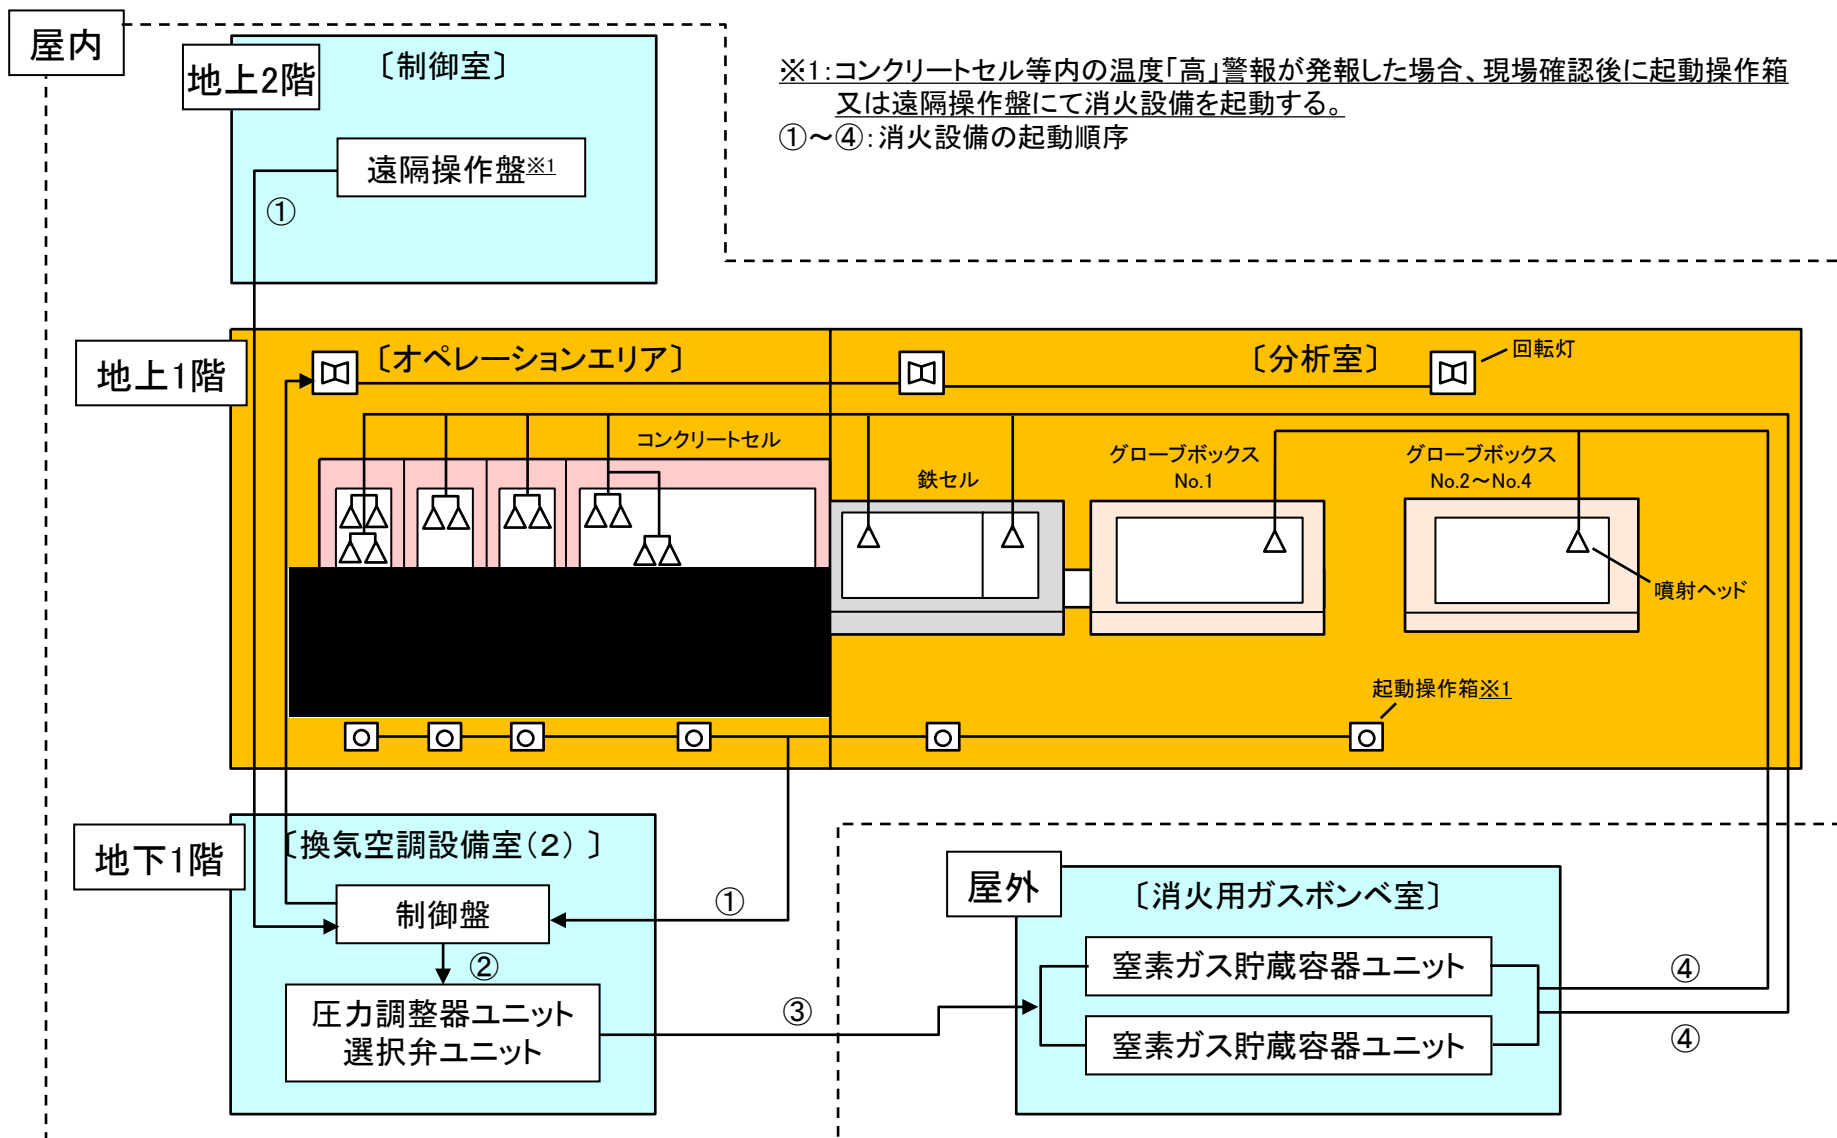 屋内
地上2階
〔制御室〕
遠隔操作盤※1
①
※1:コンクリートセル等内の温度「高」警報が発報した場合、現場確認後に起動操作箱
又は遠隔操作盤にて消火設備を起動する。
①～④:消火設備の起動順序
地上1階
〔オペレーションエリア〕
〔分析室〕
回転灯
コンクリートセル
鉄セル
グローブボックス
No.1
グローブボックス
No.2～No.4
噴射ヘッド
起動操作箱※1
地下1階
〔換気空調設備室(2)〕
制御盤
①
②
圧力調整器ユニット
選択弁ユニット
③
屋外
〔消火用ガスボンベ室〕
窒素ガス貯蔵容器ユニット
窒素ガス貯蔵容器ユニット
④
④